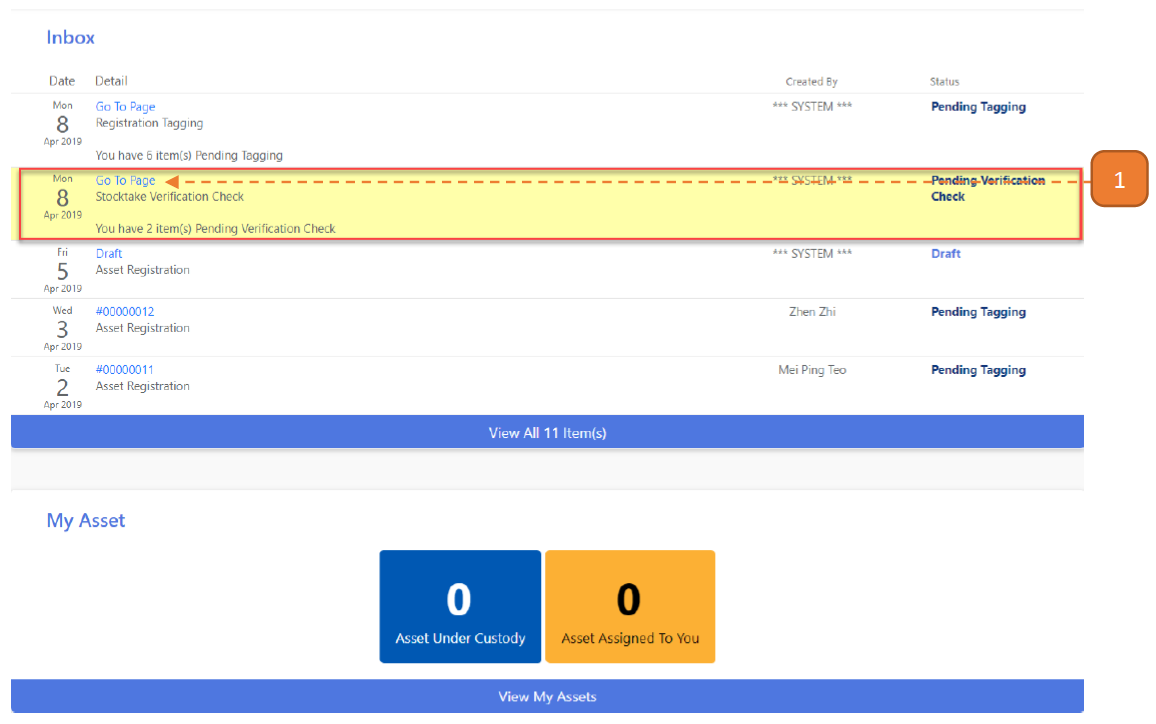 Inbox
Date Detail Created By Status
Mon
8
Apr 2019
Go To Page
Registration Tagging
You have 6 item(s) Pending Tagging
*** SYSTEM ***
Pending Tagging
Mon
8
Apr 2019
Go To Page
Stocktake Verification Check
You have 2 item(s) Pending Verification Check
*** SYSTEM ***
Pending Verification
Check
1
Fri
5
Apr 2019
Draft
Asset Registration
*** SYSTEM ***
Draft
Wed
3
Apr 2019
#00000012
Asset Registration
Zhen Zhi
Pending Tagging
Tue
2
Apr 2019
#00000011
Asset Registration
Mei Ping Teo
Pending Tagging
View All 11 Item(s)
My Asset
0
Asset Under Custody
0
Asset Assigned To You
View My Assets